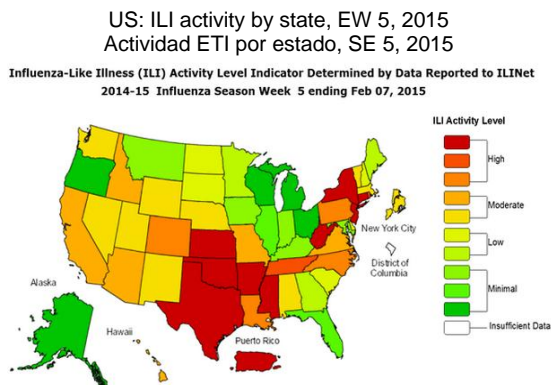 US: ILI activity by state, EW 5, 2015
Actividad ETI por estado, SE 5, 2015
Influenza-Like Illness (ILI) Activity Level Indicator Determined by Data Reported to ILINet
2014-15 Influenza Season Week 5 ending Feb 07, 2015
ILI Activity Level
High
Moderate
Low
Minimal
Insufficient Data
New York City
District of
Columbia
Alaska
Hawaii
Puerto Rico